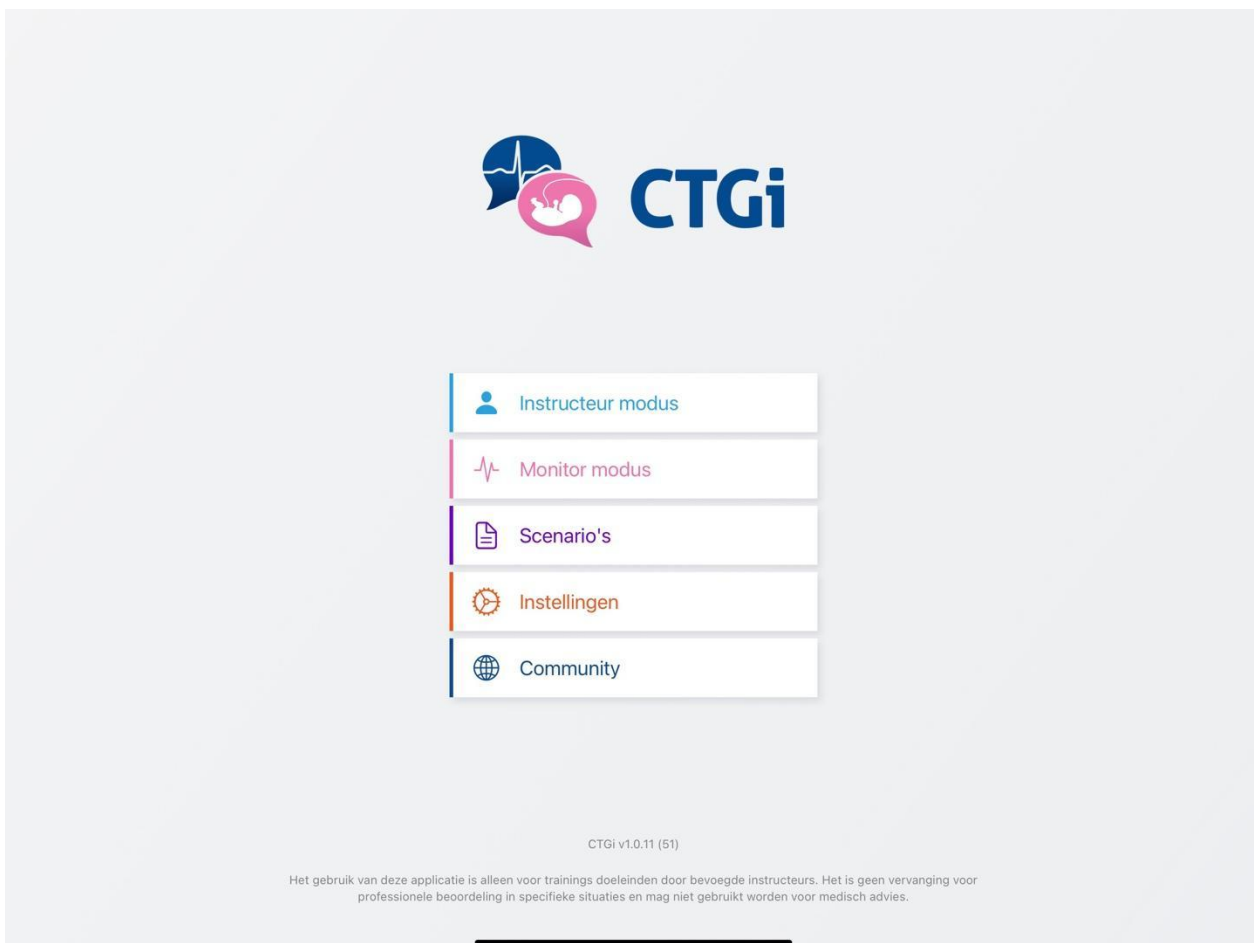 CTGi
Instructeur modus
Monitor modus
Scenario's
Instellingen
Community
CTGi v1.0.11 (51)
Het gebruik van deze applicatie is alleen voor trainings doeleinden door bevoegde instructeurs. Het is geen vervanging voor
professionele beoordeling in specifieke situaties en mag niet gebruikt worden voor medisch advies.